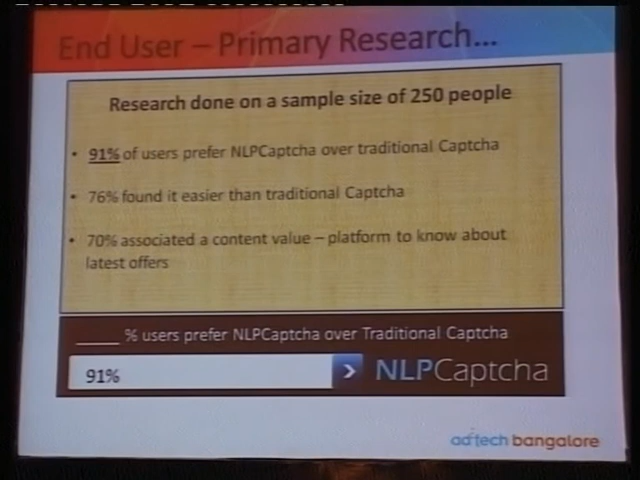 End User – Primary Research...
Research done on a sample size of 250 people
• 91% of users prefer NLPCaptcha over traditional Captcha
• 76% found it easier than traditional Captcha
• 70% associated a content value – platform to know about
latest offers
_____ % users prefer NLPCaptcha over Traditional Captcha
91%
NLPCaptcha
ad:tech bangalore